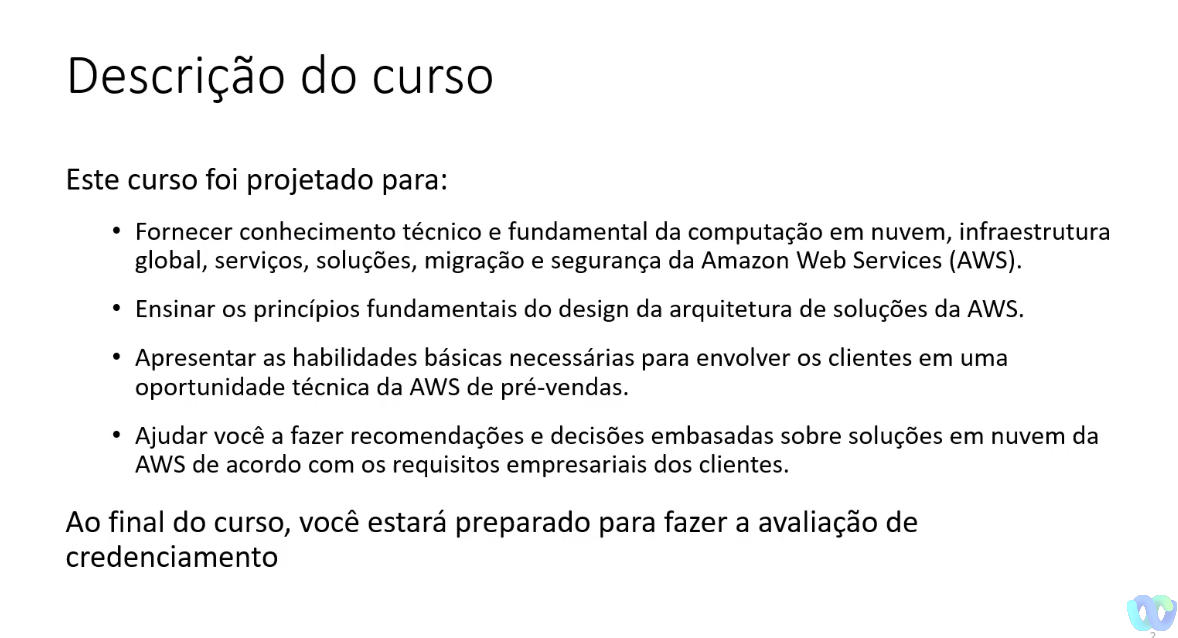 Descrição do curso
Este curso foi projetado para:
• Fornecer conhecimento técnico e fundamental da computação em nuvem, infraestrutura
global, serviços, soluções, migração e segurança da Amazon Web Services (AWS).
• Ensinar os princípios fundamentais do design da arquitetura de soluções da AWS.
• Apresentar as habilidades básicas necessárias para envolver os clientes em uma
oportunidade técnica da AWS de pré-vendas.
• Ajudar você a fazer recomendações e decisões embasadas sobre soluções em nuvem da
AWS de acordo com os requisitos empresariais dos clientes.
Ao final do curso, você estará preparado para fazer a avaliação de
credenciamento